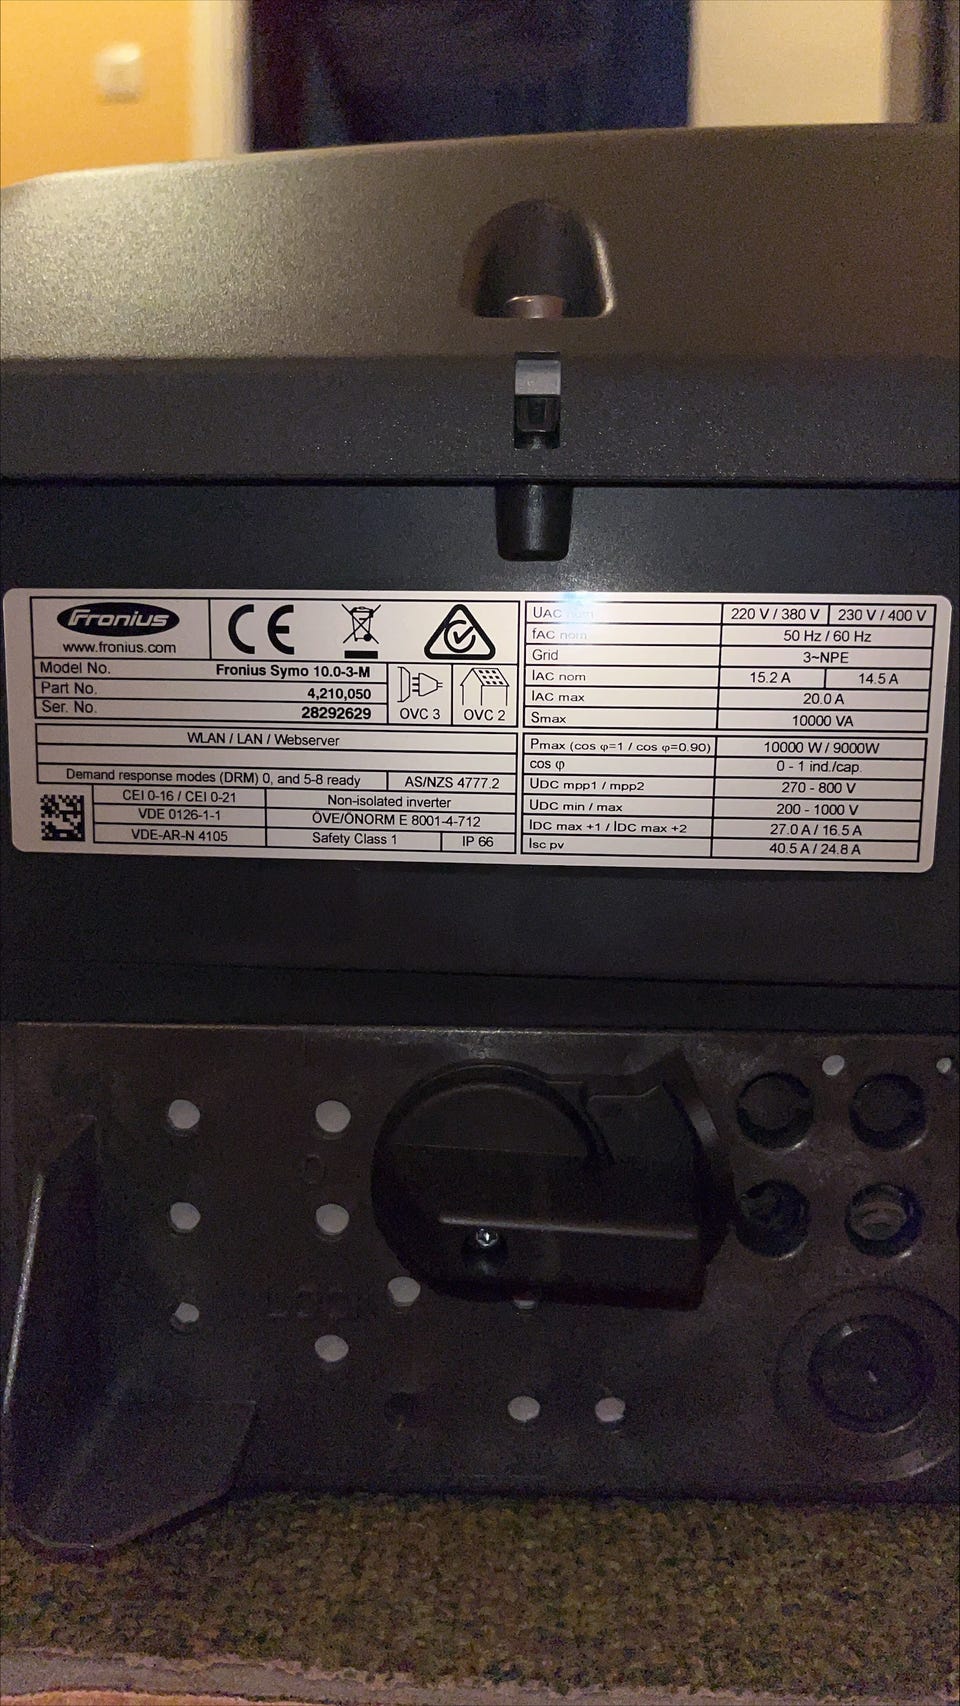 Fronius
www.fronius.com
CE
Model No. Fronius Symo 10.0-3-M
Part No. 4,210,050
Ser. No. 28292629
OVC 3 OVC 2
WLAN / LAN / Webserver
Demand response modes (DRM) 0, and 5-8 ready AS/NZS 4777.2
CEI 0-16 / CEI 0-21 Non-isolated inverter
VDE 0126-1-1 ÖVE/ÖNORM E 8001-4-712
VDE-AR-N 4105 Safety Class 1 IP 66
UAC nom 220 V / 380 V 230 V / 400 V
fAC nom 50 Hz / 60 Hz
Grid 3~NPE
IAC nom 15.2 A 14.5 A
IAC max 20.0 A
Smax 10000 VA
Pmax (cos φ=1 / cos φ=0.90) 10000 W / 9000W
cos φ 0 - 1 ind./cap.
UDC mpp1 / mpp2 270 - 800 V
UDC min / max 200 - 1000 V
IDC max +1 / IDC max +2 27.0 A / 16.5 A
Isc pv 40.5 A / 24.8 A
LOCK